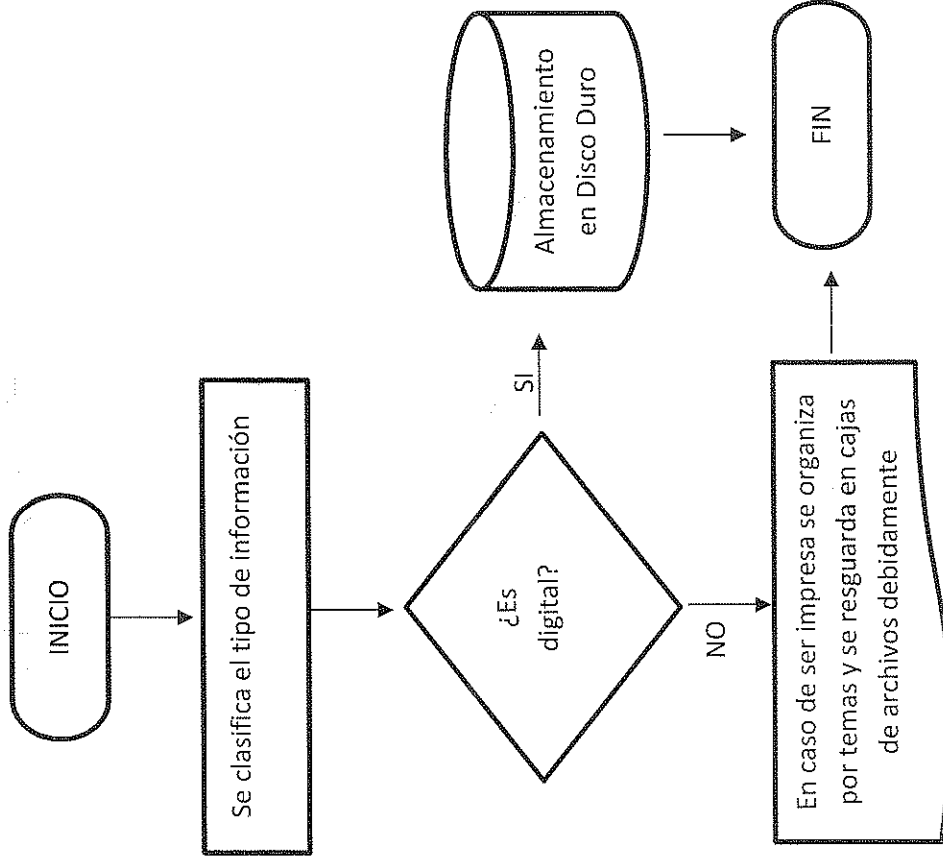 INICIO
Se clasifica el tipo de información
¿Es
digital?
SI
Almacenamiento
en Disco Duro
NO
En caso de ser impresa se organiza
por temas y se resguarda en cajas
de archivos debidamente
FIN